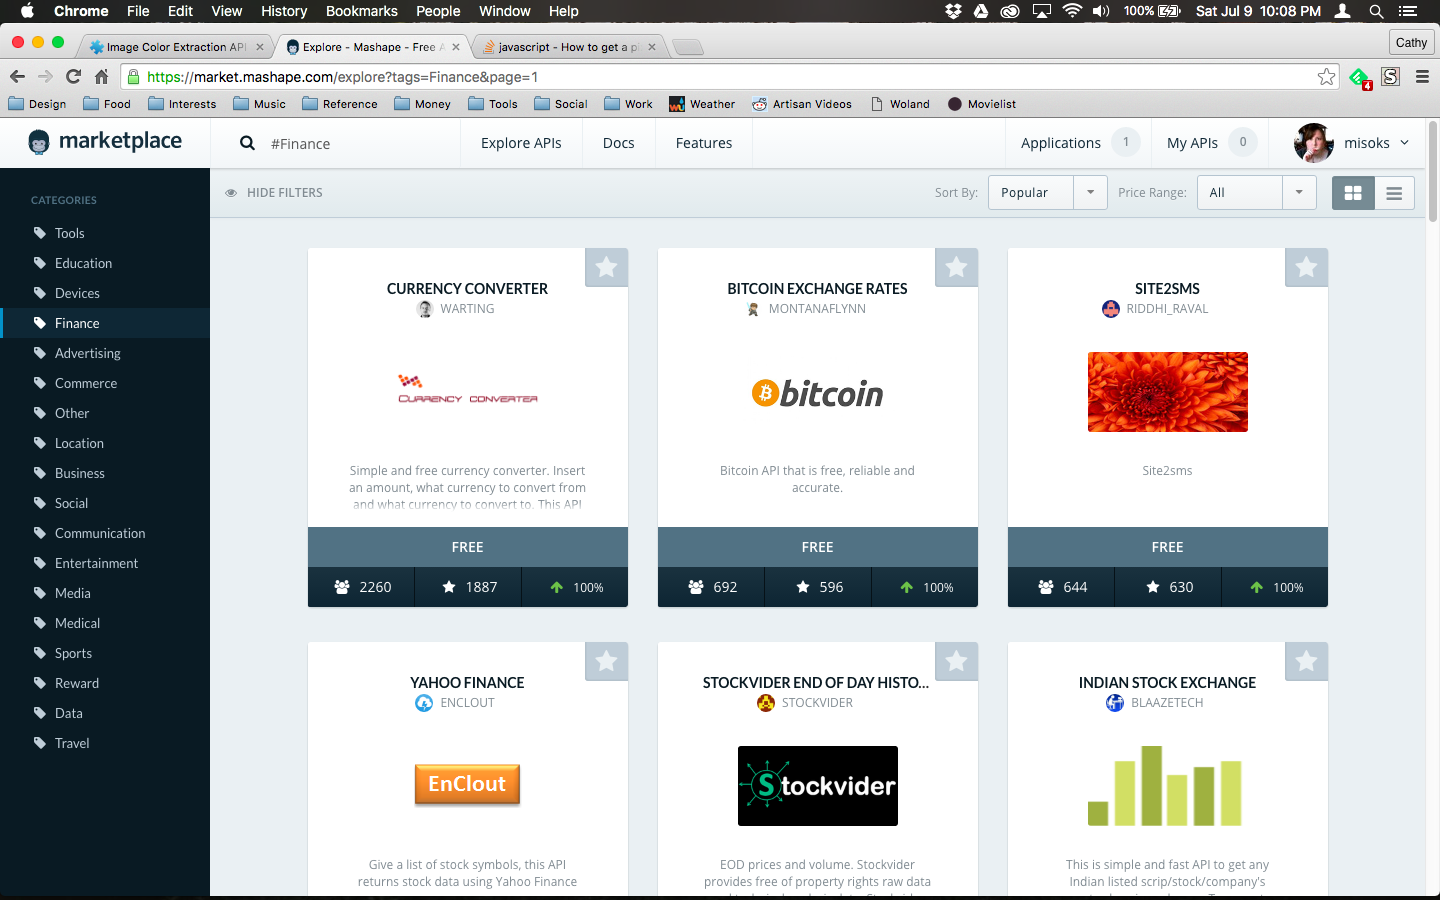 Chrome File Edit View History Bookmarks People Window Help 100% Sat Jul 9 10:08 PM
Image Color Extraction API Explore - Mashape - Free A javascript - How to get a pi Cathy
https://market.mashape.com/explore?tags=Finance&page=1 4 S
Design Food Interests Music Reference Money Tools Social Work Weather Artisan Videos Woland Movielist
marketplace #Finance Explore APIs Docs Features Applications 1 My APIs 0 misoks
HIDE FILTERS Sort By: Popular Price Range: All
CATEGORIES
Tools
Education
Devices
Finance
Advertising
Commerce
Other
Location
Business
Social
Communication
Entertainment
Media
Medical
Sports
Reward
Data
Travel
CURRENCY CONVERTER
WARTING
CURRENCY CONVERTER
Simple and free currency converter. Insert
an amount, what currency to convert from
and what currency to convert to. This API
FREE
2260 1887 100%
BITCOIN EXCHANGE RATES
MONTANAFLYNN
bitcoin
Bitcoin API that is free, reliable and
accurate.
FREE
692 596 100%
SITE2SMS
RIDDHI_RAVAL
Site2sms
FREE
644 630 100%
YAHOO FINANCE
ENCLOUT
EnClout
Give a list of stock symbols, this API
returns stock data using Yahoo Finance
STOCKVIDER END OF DAY HISTO...
STOCKVIDER
Stockvider
EOD prices and volume. Stockvider
provides free of property rights raw data
INDIAN STOCK EXCHANGE
BLAAZETECH
This is simple and fast API to get any
Indian listed scrip/stock/company's